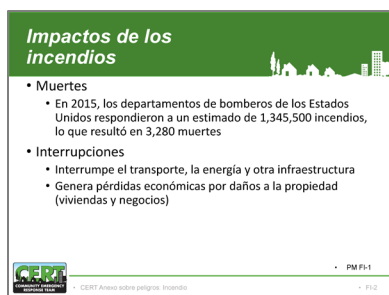 Impactos de los
incendios
• Muertes
• En 2015, los departamentos de bomberos de los Estados
Unidos respondieron a un estimado de 1,345,500 incendios,
lo que resultó en 3,280 muertes
• Interrupciones
• Interrumpe el transporte, la energía y otra infraestructura
• Genera pérdidas económicas por daños a la propiedad
(viviendas y negocios)
• PM FI-1
CERT
COMMUNITY EMERGENCY
RESPONSE TEAM
• CERT Anexo sobre peligros: Incendio
• FI-2